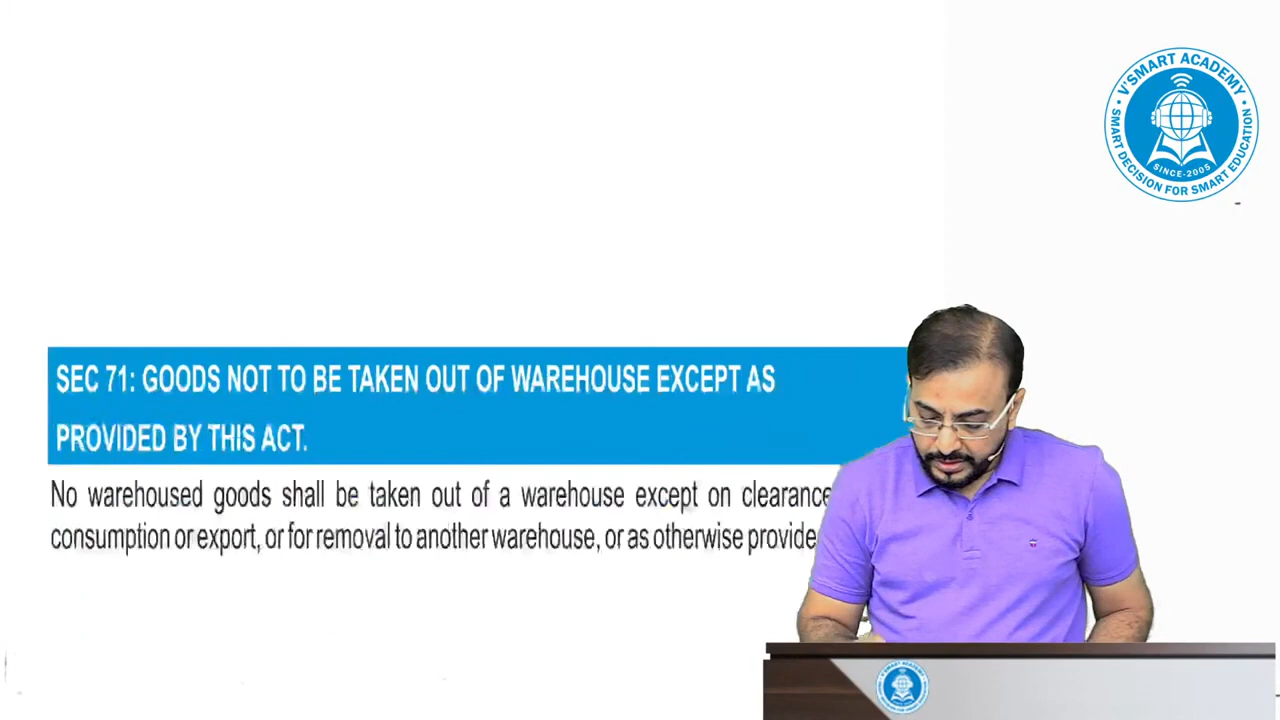 V'SMART ACADEMY
SMART DECISION FOR SMART EDUCATION
SINCE-2005
SEC 71: GOODS NOT TO BE TAKEN OUT OF WAREHOUSE EXCEPT AS
PROVIDED BY THIS ACT.
No warehoused goods shall be taken out of a warehouse except on clearance
consumption or export, or for removal to another warehouse, or as otherwise provide